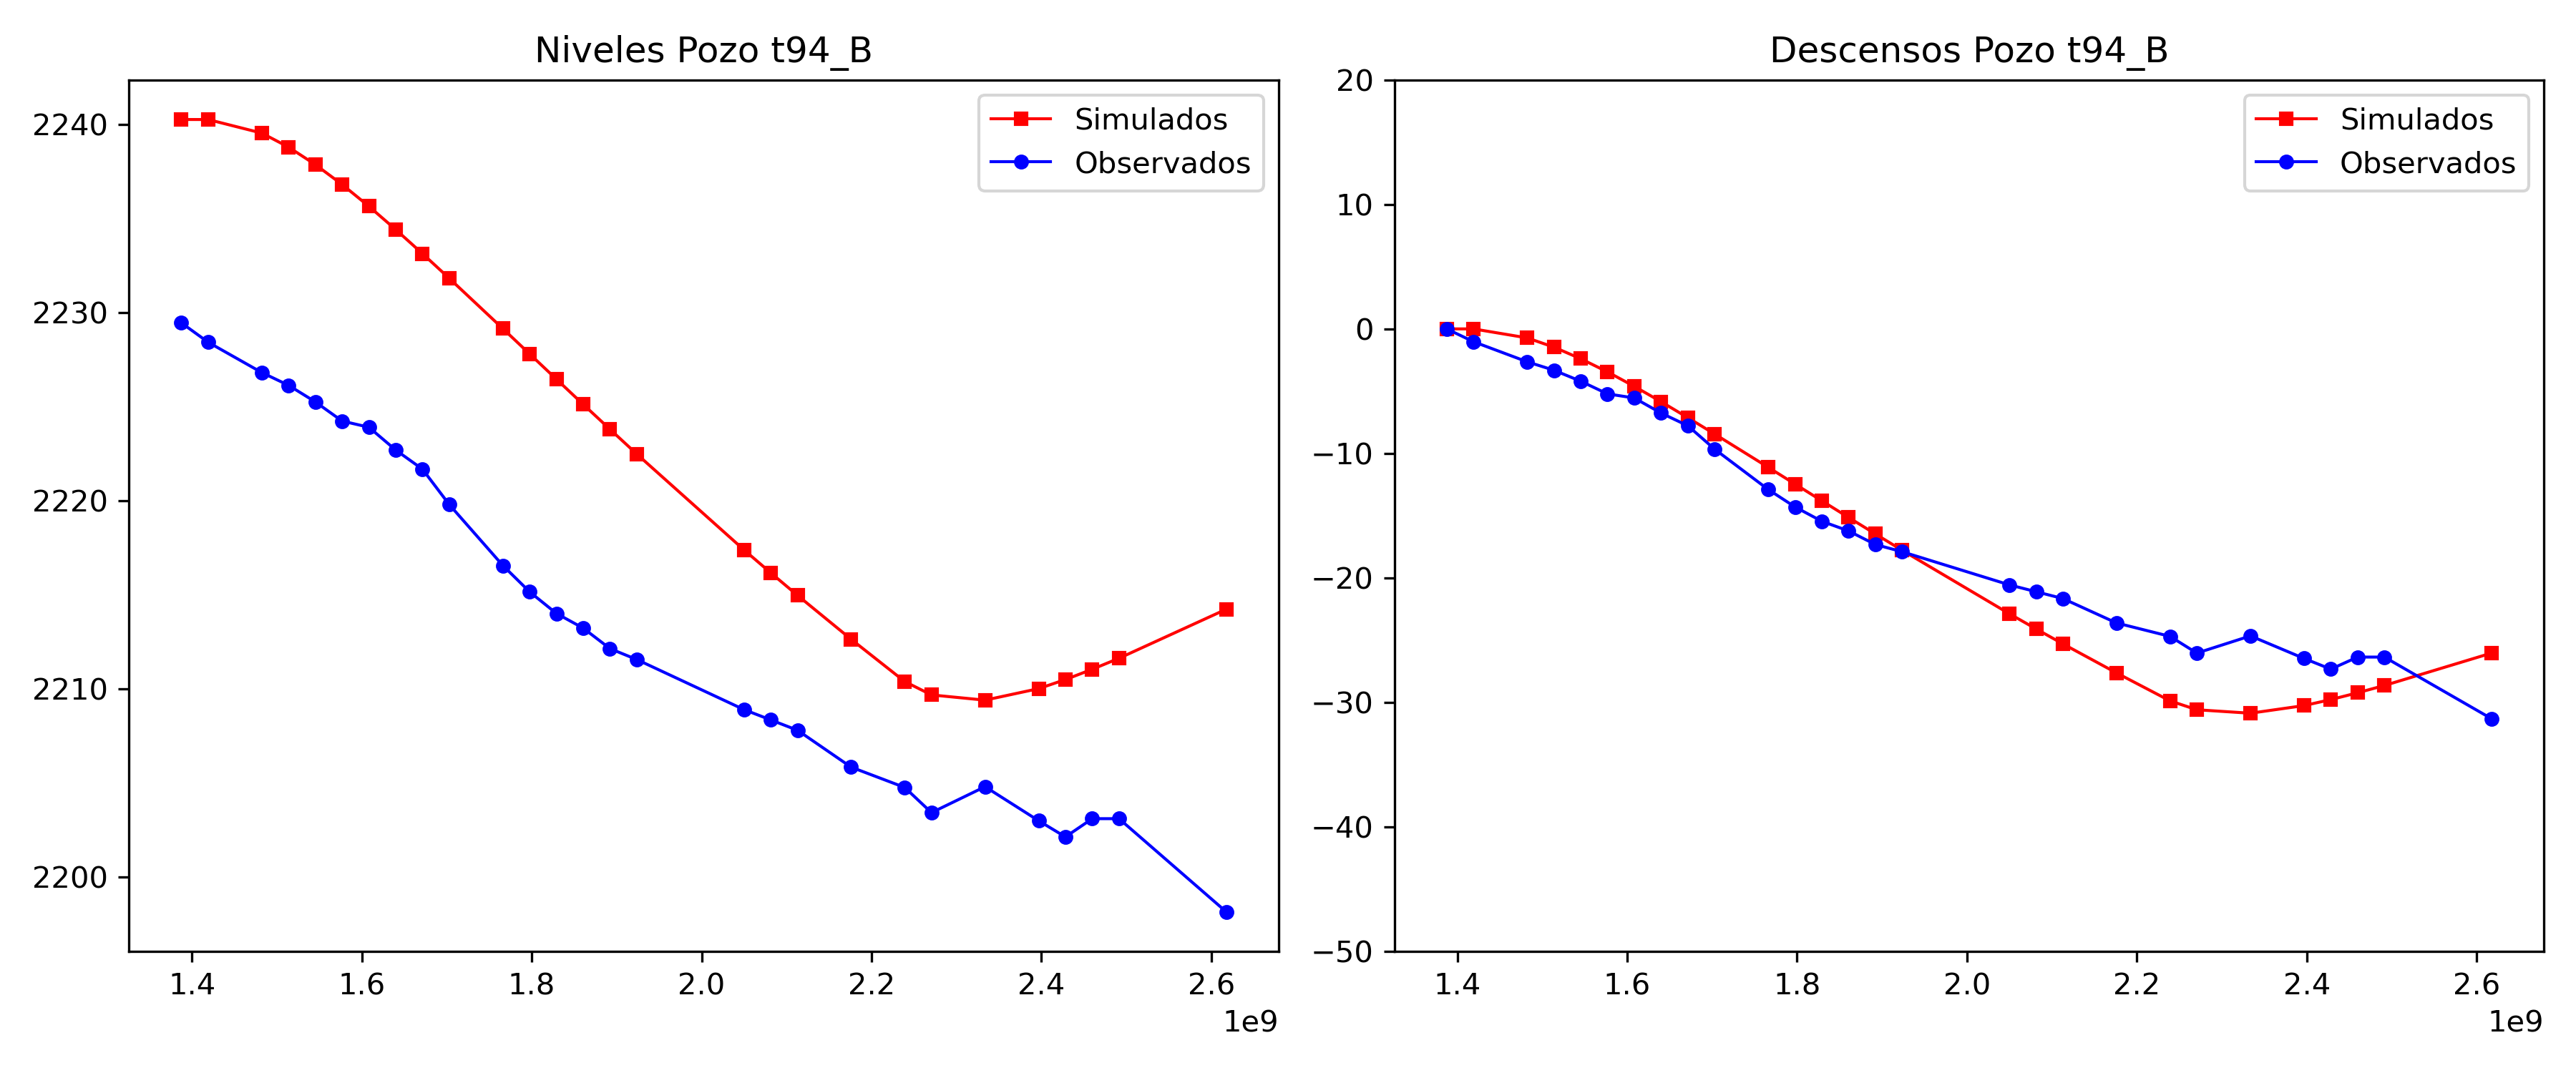 Niveles Pozo t94_B
Simulados
Observados
2240
2230
2220
2210
2200
1.4 1.6 1.8 2.0 2.2 2.4 2.6
1e9
Descensos Pozo t94_B
Simulados
Observados
20
10
0
−10
−20
−30
−40
−50
1.4 1.6 1.8 2.0 2.2 2.4 2.6
1e9